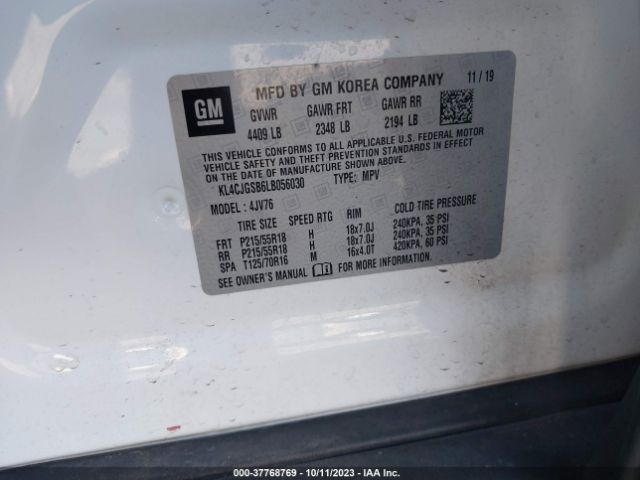 GM
MFD BY GM KOREA COMPANY 11/19
GVWR GAWR FRT GAWR RR
4409 LB 2348 LB 2194 LB
THIS VEHICLE CONFORMS TO ALL APPLICABLE U.S. FEDERAL MOTOR
VEHICLE SAFETY AND THEFT PREVENTION STANDARDS IN EFFECT
ON THE DATE OF MANUFACTURE SHOWN ABOVE.
KL4CJGSB6LB056030 TYPE: MPV
MODEL: 4JV76
TIRE SIZE SPEED RTG RIM COLD TIRE PRESSURE
FRT P215/55R18 H 18x7.0J 240KPA, 35 PSI
RR P215/55R18 H 18x7.0J 240KPA, 35 PSI
SPA T125/70R16 M 16x4.0T 420KPA, 60 PSI
SEE OWNER'S MANUAL FOR MORE INFORMATION.
000-37768769 - 10/11/2023 - IAA Inc.